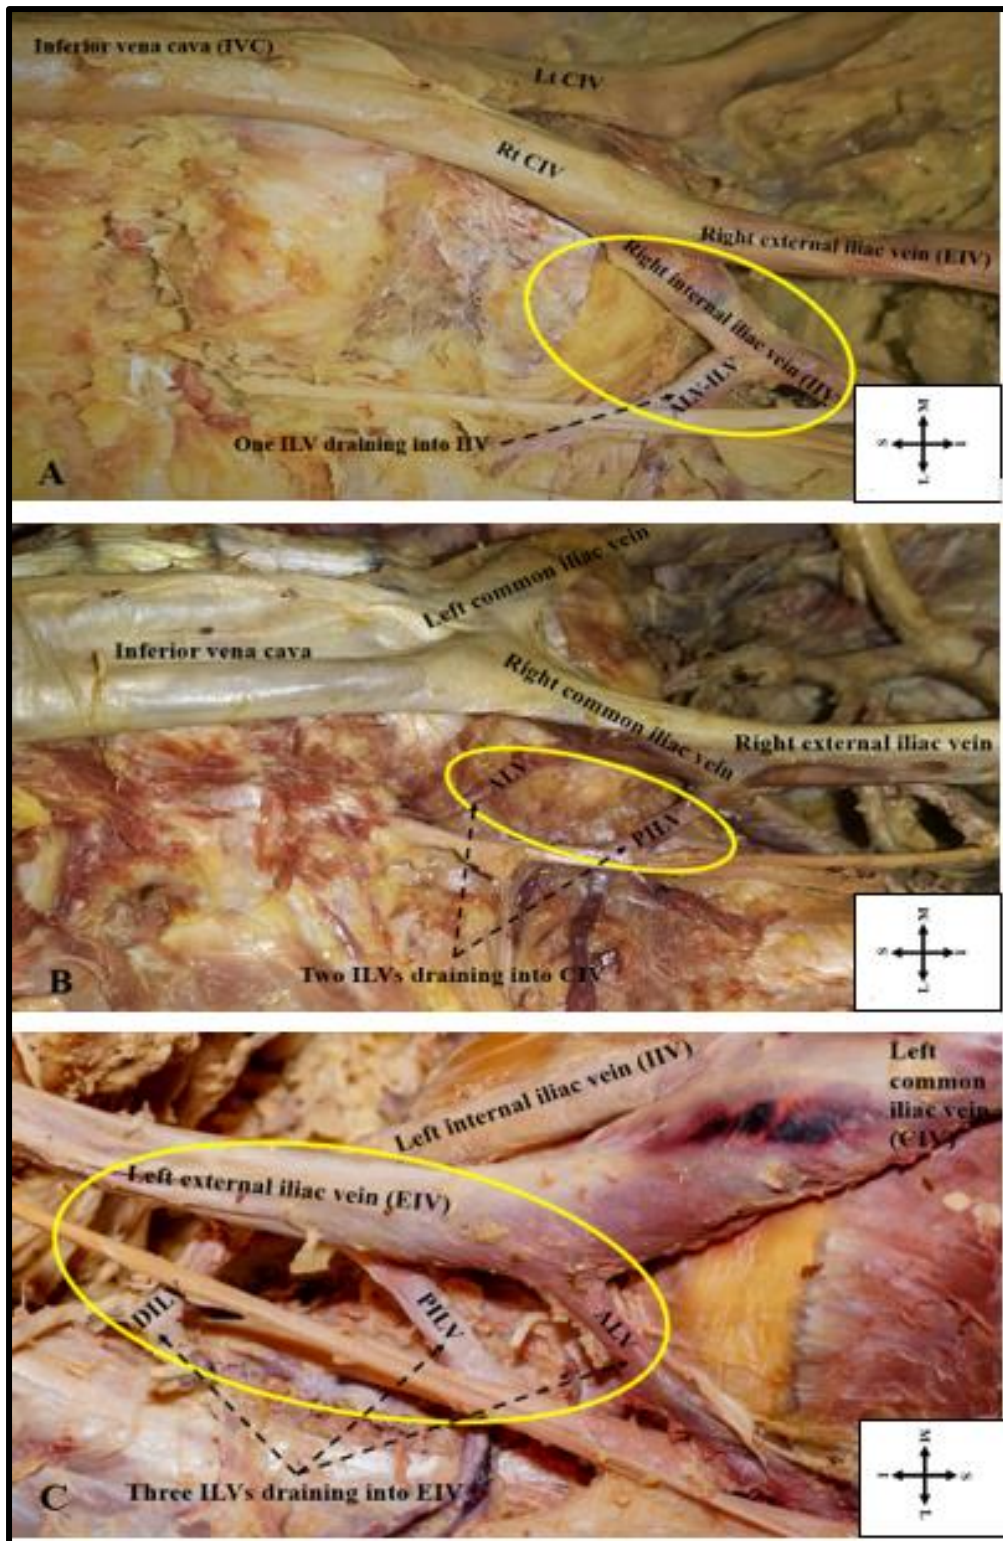 Inferior vena cava (IVC)
Lt CIV
Rt CIV
Right external iliac vein (EIV)
Right internal iliac vein (IIV
ALV-ILV
One ILV draining into IIV
A
M
S
I
L
Left common iliac vein
Inferior vena cava
Right common iliac vein
Right external iliac vein
ALV
PILV
Two ILVs draining into CIV
B
M
S
I
L
Left internal iliac vein (IIV)
Left
common
iliac vein
(CIV)
Left external iliac vein (EIV)
DILV
PILV
ALV
Three ILVs draining into EIV
C
M
I
S
L